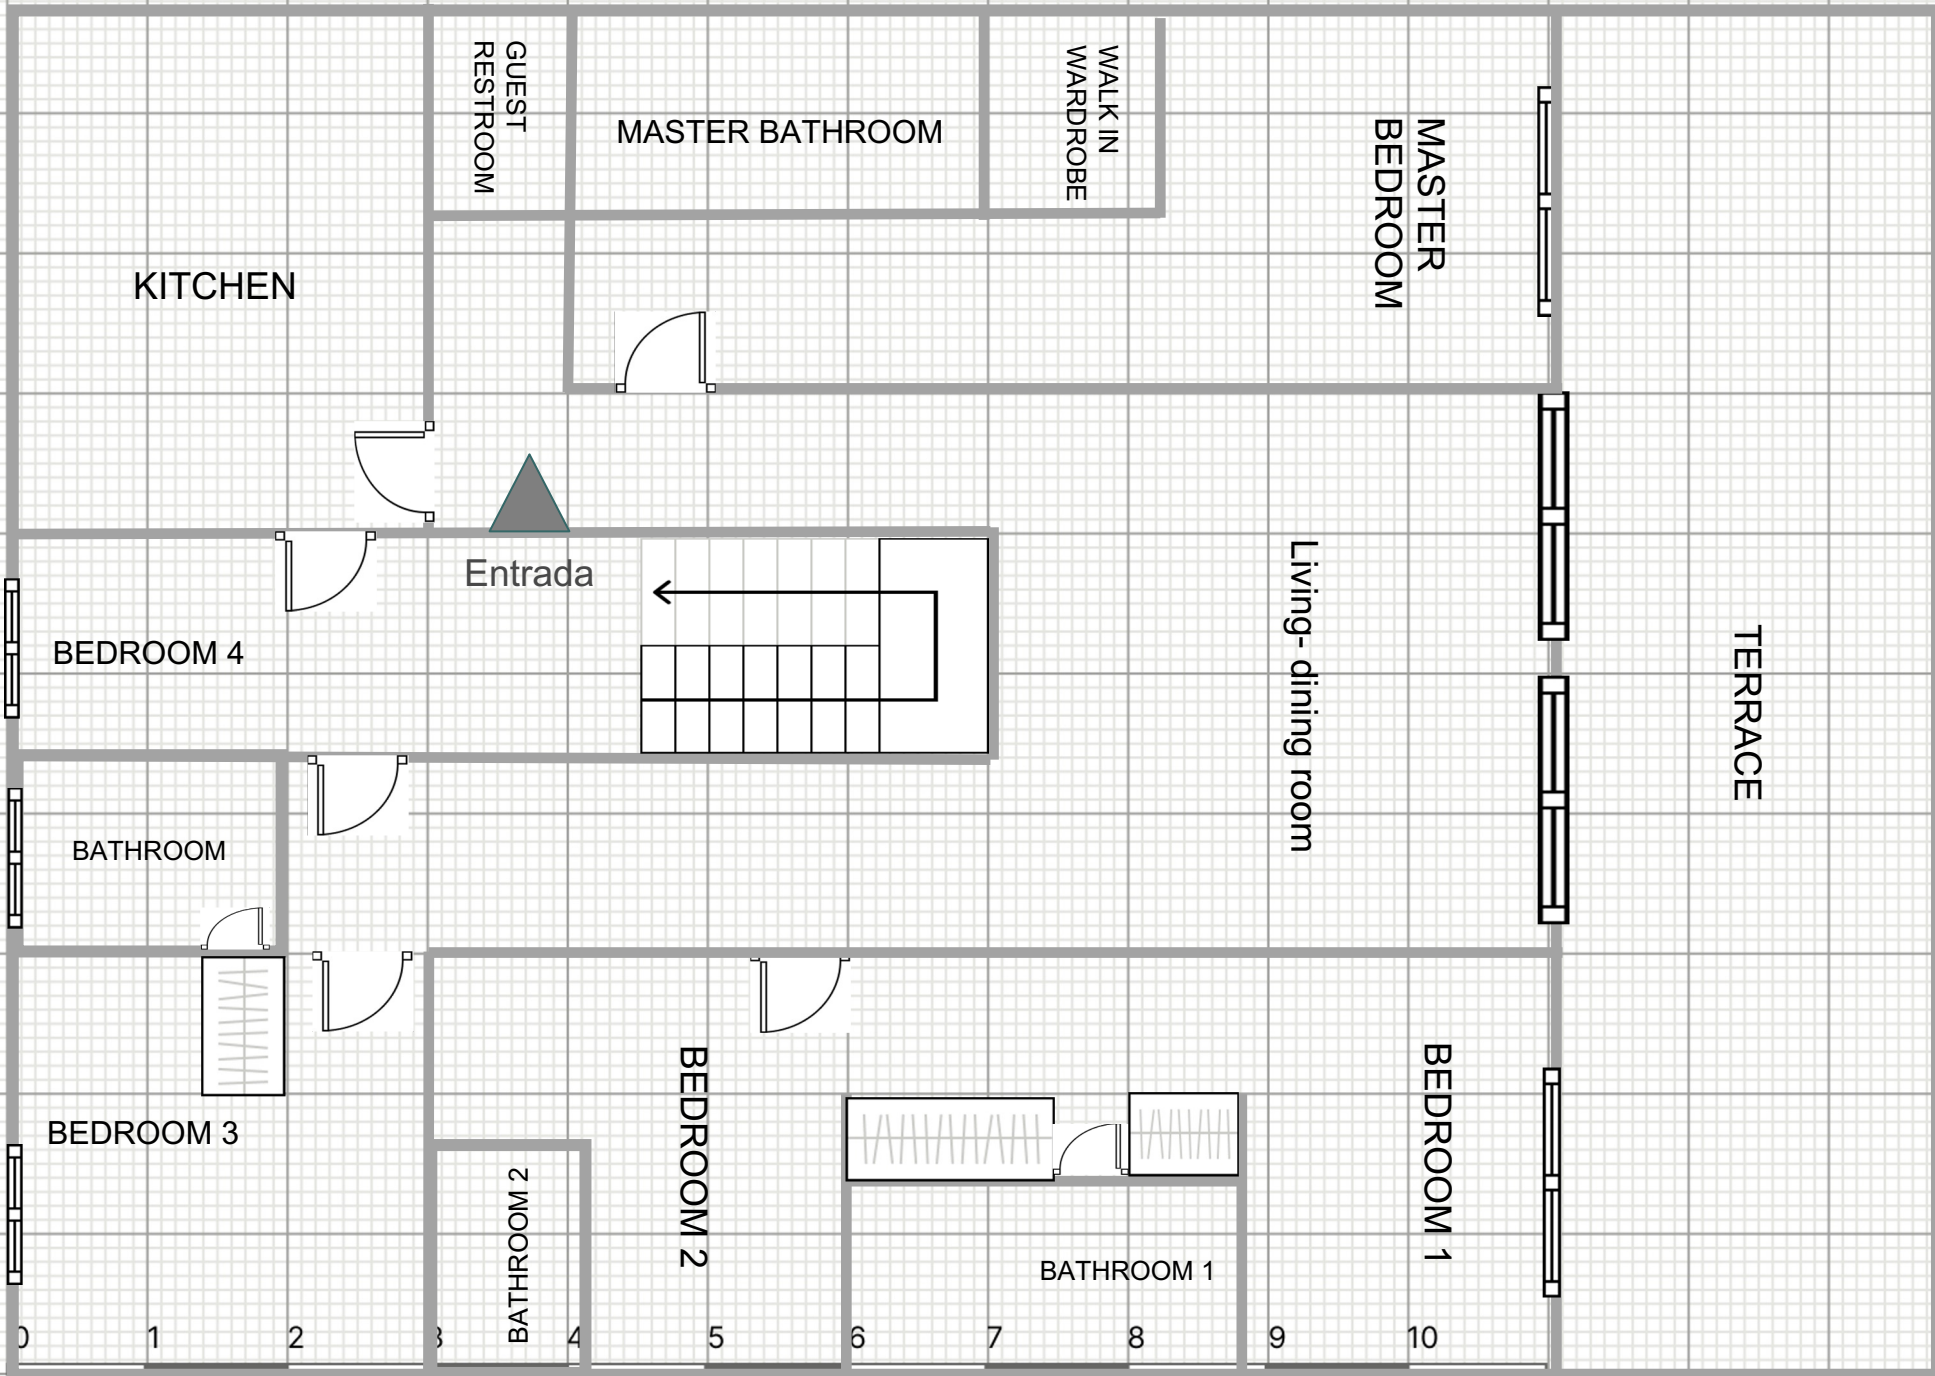 GUEST
RESTROOM
MASTER BATHROOM
WALK IN
WARDROBE
MASTER
BEDROOM
KITCHEN
Entrada
BEDROOM 4
Living- dining room
TERRACE
BATHROOM
BEDROOM 3
BATHROOM 2
BEDROOM 2
BATHROOM 1
BEDROOM 1
0 1 2 3 4 5 6 7 8 9 10